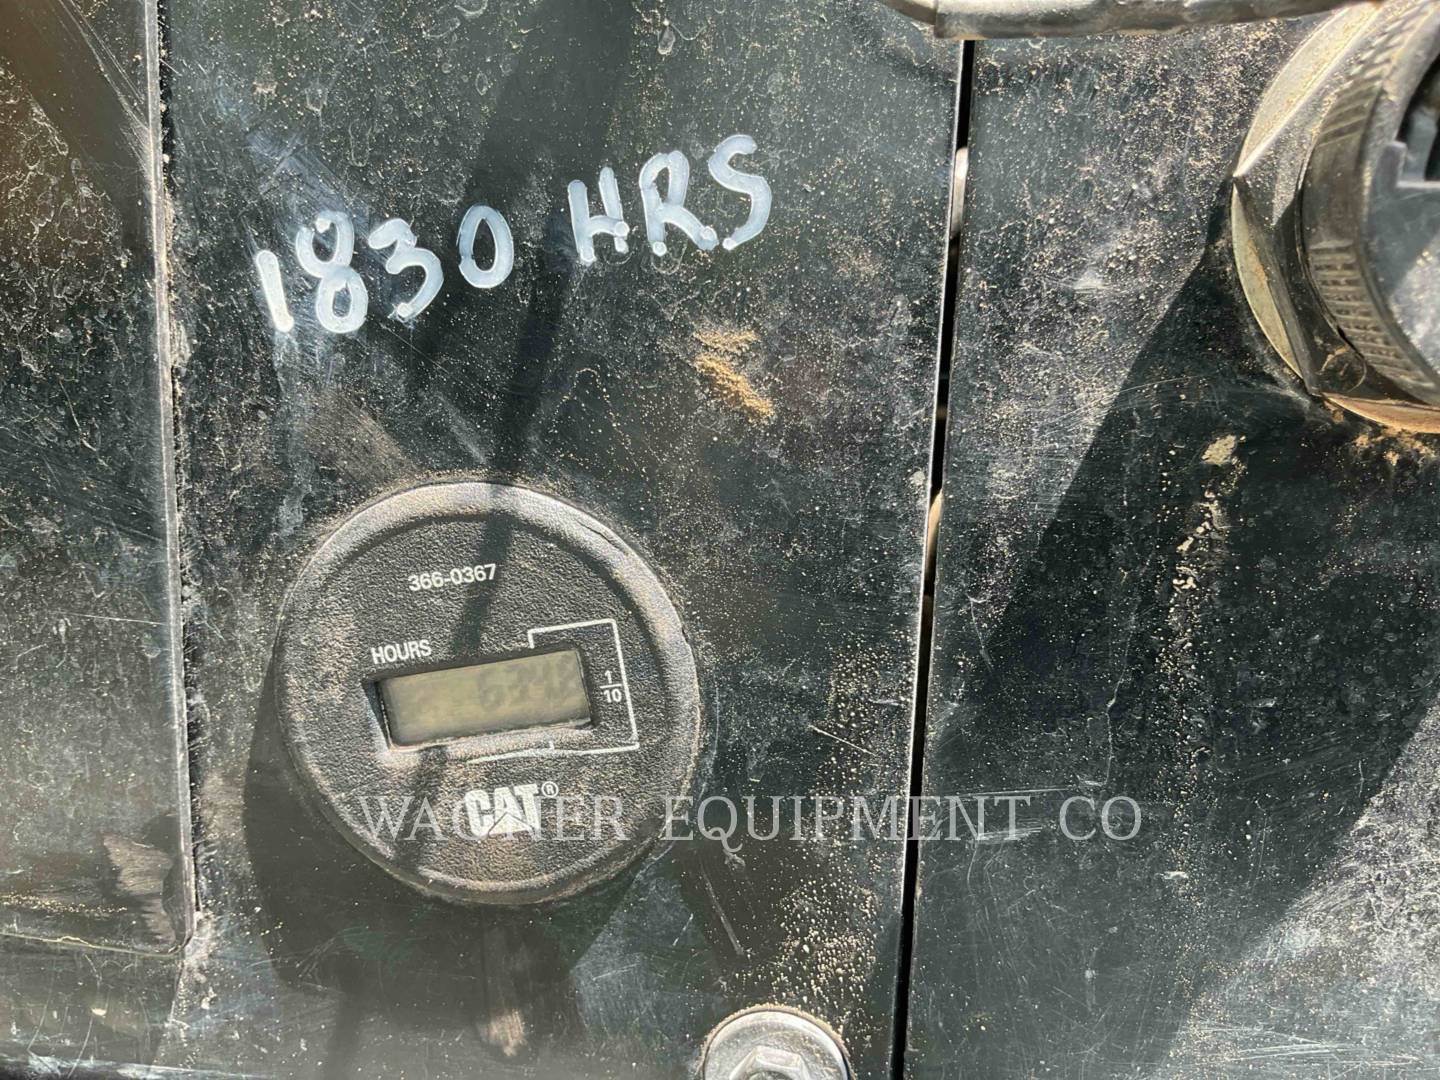 1830 HRS
366-0367
HOURS
1/10
CAT®
WAGNER EQUIPMENT CO